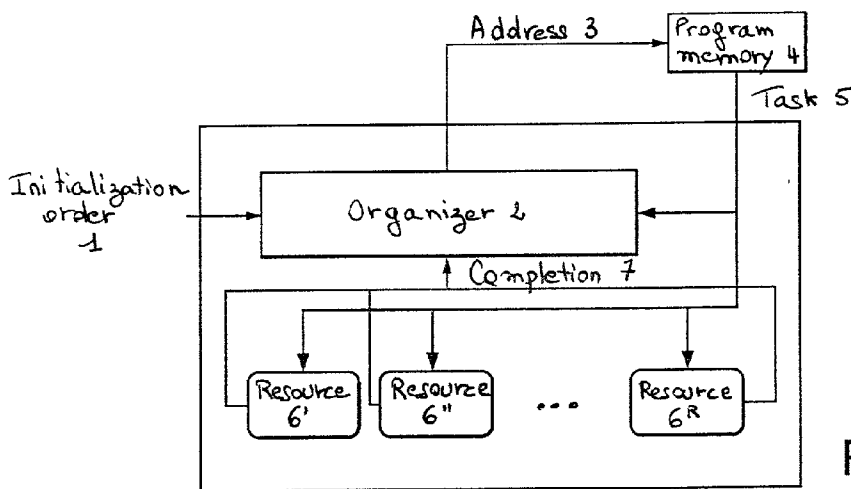 Address 3
Program
memory 4
Task 5
Initialization
order
1
Organizer 2
Completion 7
Resource
6'
Resource
6"
...
Resource
6R